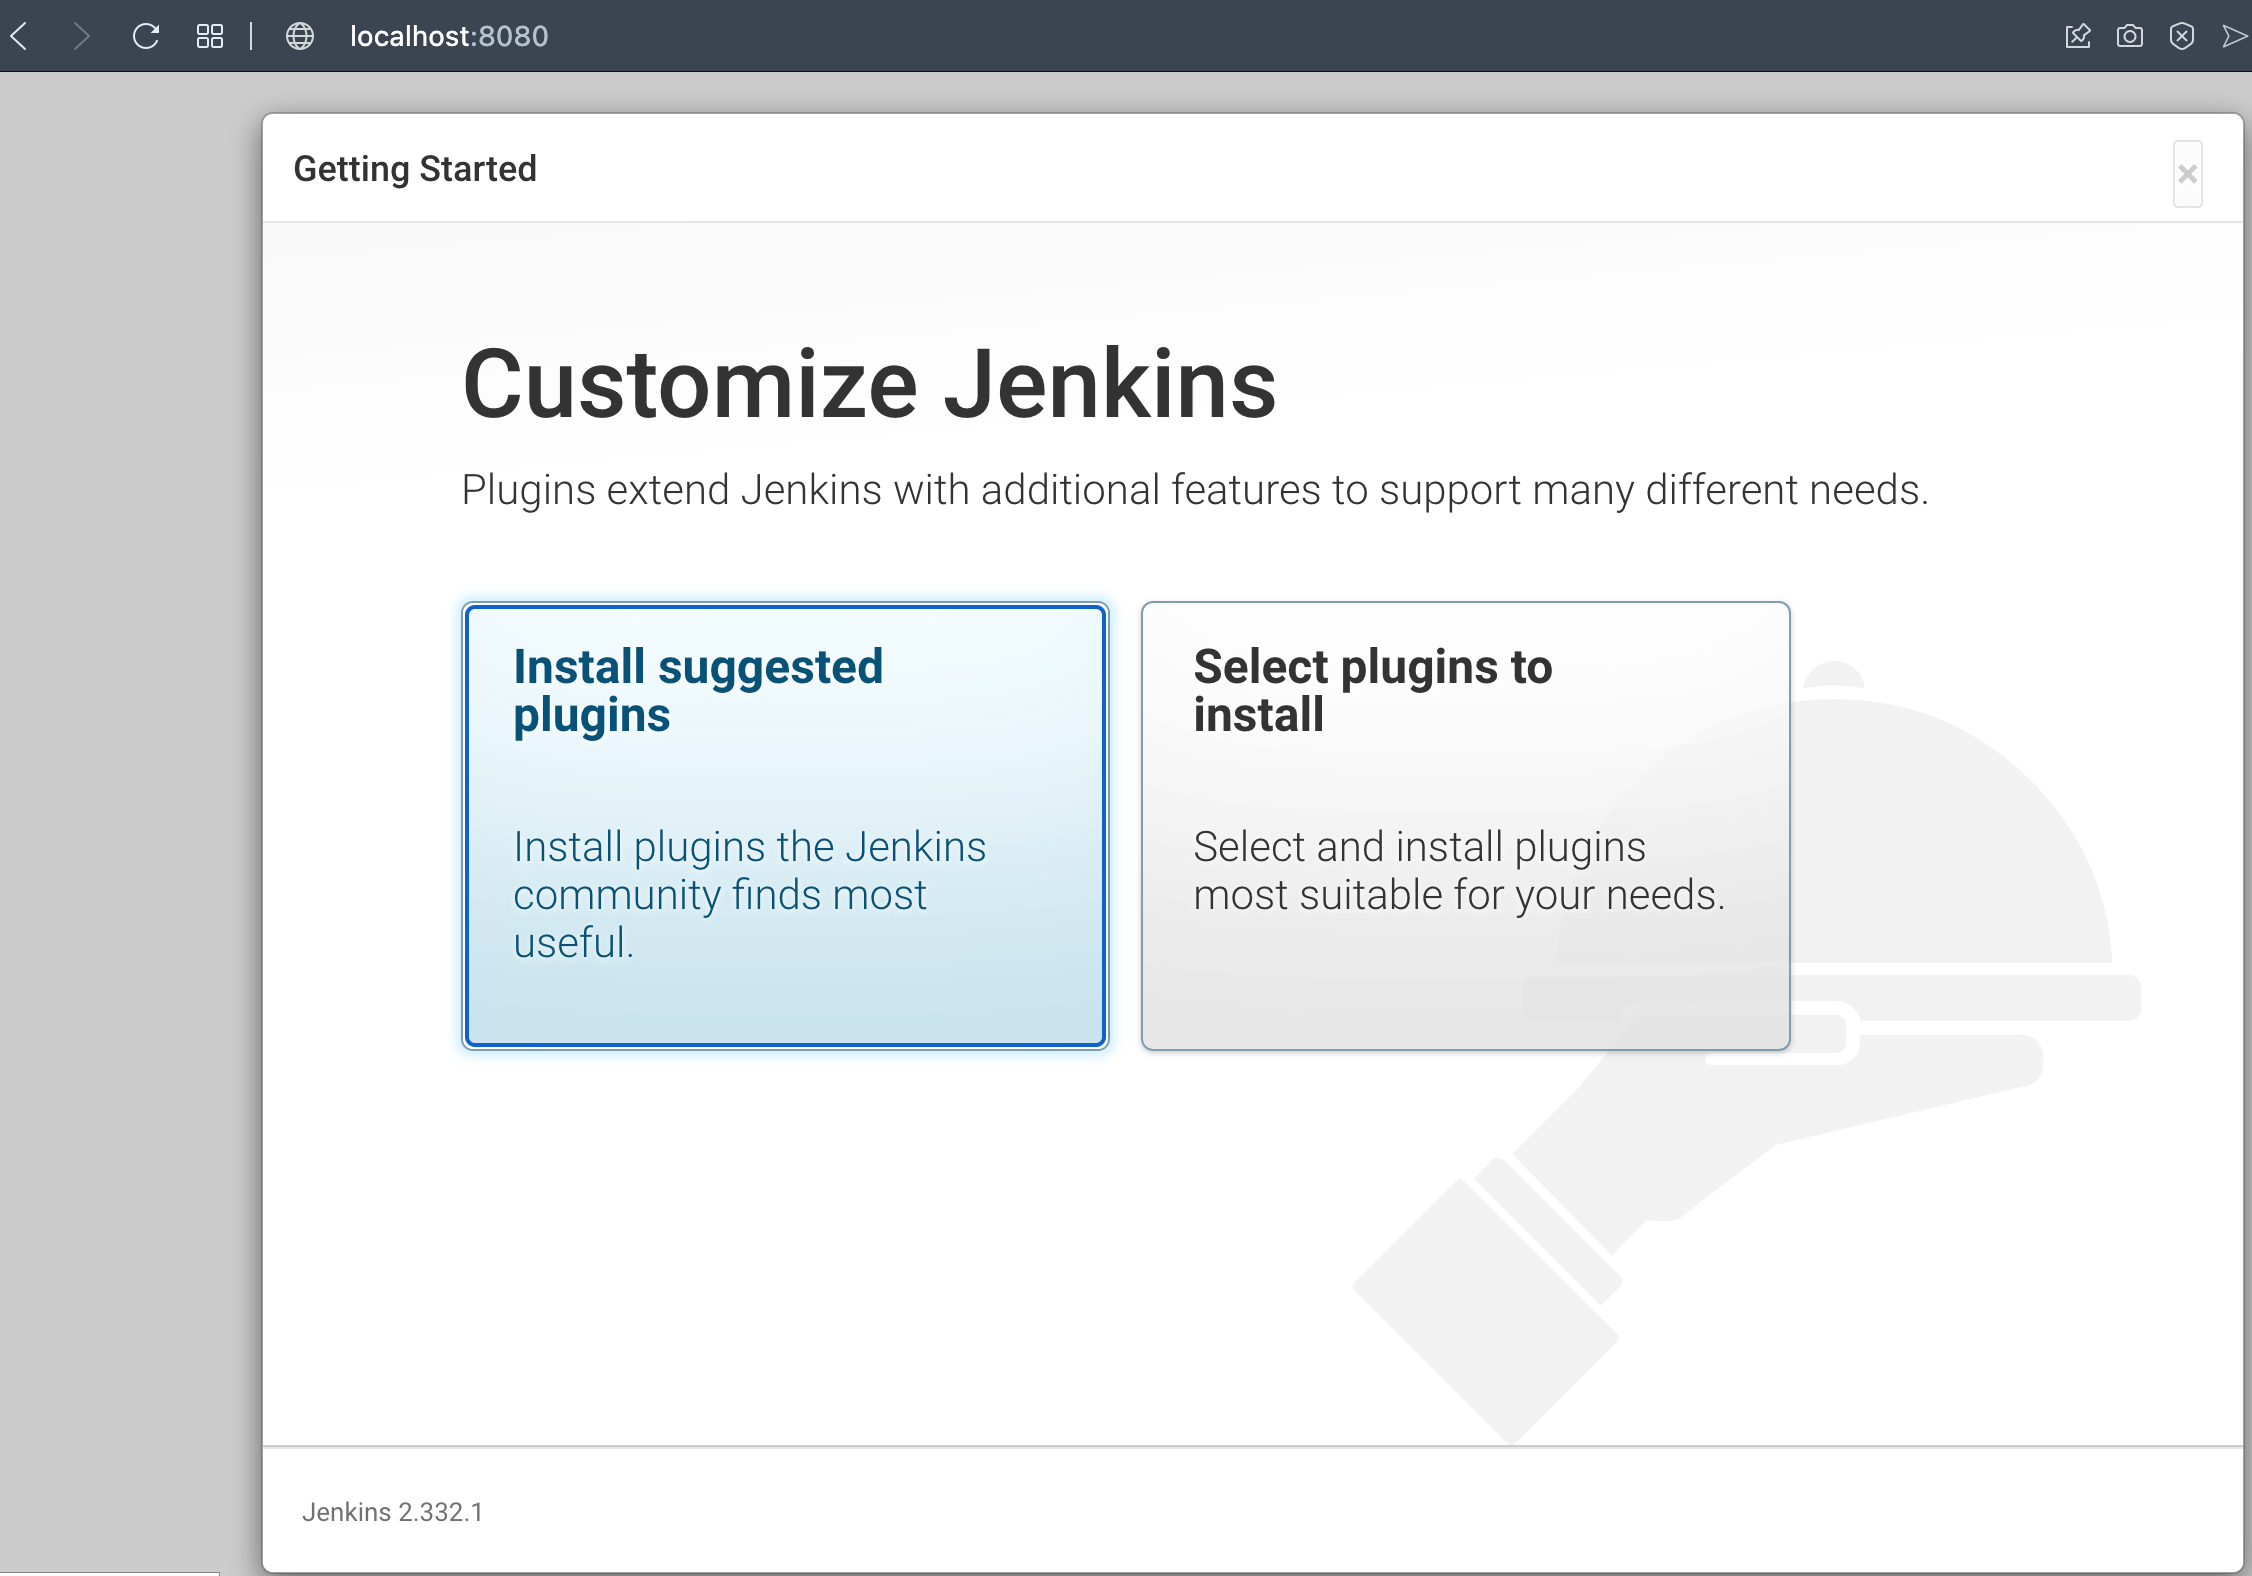 localhost:8080
Getting Started
×
Customize Jenkins
Plugins extend Jenkins with additional features to support many different needs.
Install suggested
plugins
Install plugins the Jenkins
community finds most
useful.
Select plugins to
install
Select and install plugins
most suitable for your needs.
Jenkins 2.332.1